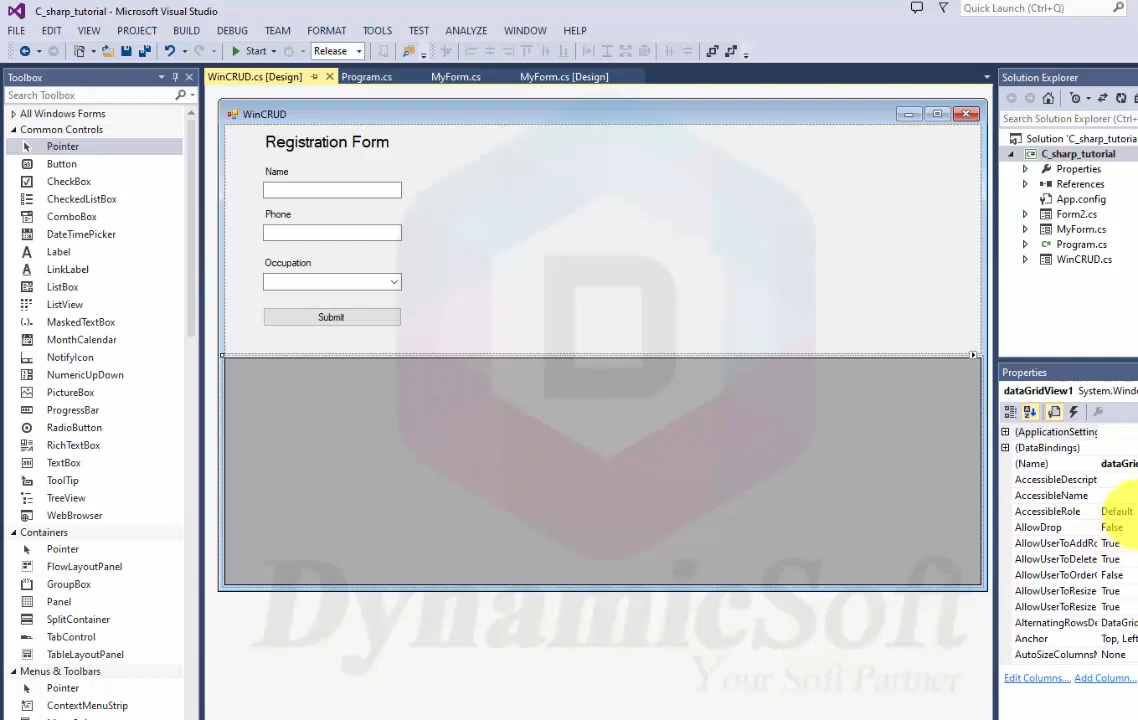 C_sharp_tutorial - Microsoft Visual Studio
Quick Launch (Ctrl+Q)
FILE EDIT VIEW PROJECT BUILD DEBUG TEAM FORMAT TOOLS TEST ANALYZE WINDOW HELP
Start Release
Toolbox
WinCRUD.cs [Design] Program.cs MyForm.cs MyForm.cs [Design]
Search Toolbox
All Windows Forms
Common Controls
Pointer
Button
CheckBox
CheckedListBox
ComboBox
DateTimePicker
Label
LinkLabel
ListBox
ListView
MaskedTextBox
MonthCalendar
NotifyIcon
NumericUpDown
PictureBox
ProgressBar
RadioButton
RichTextBox
TextBox
ToolTip
TreeView
WebBrowser
Containers
Pointer
FlowLayoutPanel
GroupBox
Panel
SplitContainer
TabControl
TableLayoutPanel
Menus & Toolbars
Pointer
ContextMenuStrip
WinCRUD
Registration Form
Name
Phone
Occupation
Submit
D
DynamicSoft
Your Soft Partner
Solution Explorer
Search Solution Explorer (Ctrl+
Solution 'C_sharp_tutoria
C_sharp_tutorial
Properties
References
App.config
Form2.cs
MyForm.cs
Program.cs
WinCRUD.cs
Properties
dataGridView1 System.Wind
(ApplicationSetting
(DataBindings)
(Name) dataGrid
AccessibleDescript
AccessibleName
AccessibleRole Default
AllowDrop False
AllowUserToAddRo True
AllowUserToDelete True
AllowUserToOrderC False
AllowUserToResize True
AllowUserToResize True
AlternatingRowsDe DataGrid
Anchor Top, Left
AutoSizeColumnsM None
Edit Columns..., Add Column...,